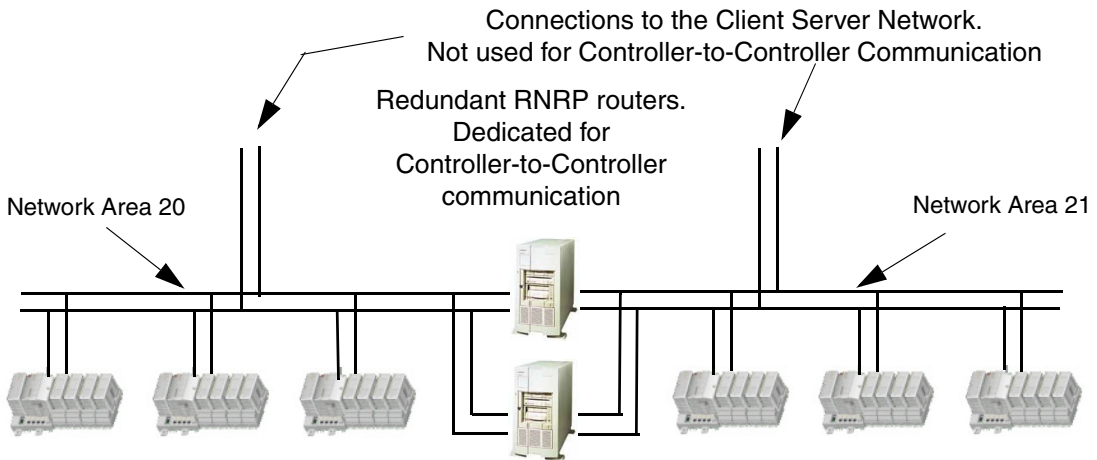 Connections to the Client Server Network.
Not used for Controller-to-Controller Communication
Redundant RNRP routers.
Dedicated for
Controller-to-Controller
communication
Network Area 20
Network Area 21